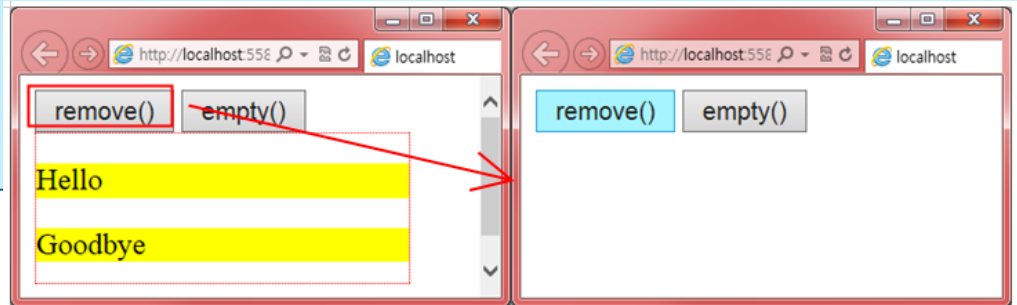 http://localhost:558
localhost
remove() empty()
Hello
Goodbye
http://localhost:558
localhost
remove() empty()